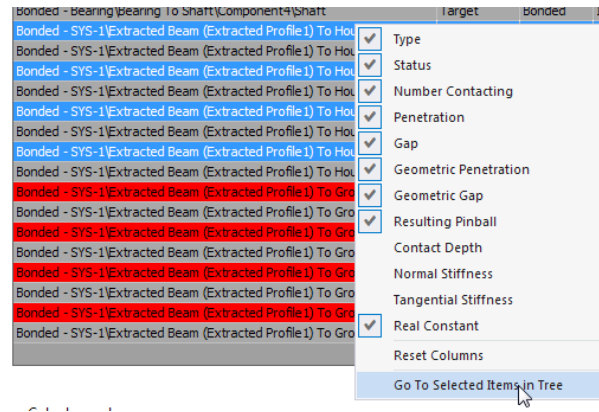 Bonded - Bearing\Bearing To Shaft\Component4\Shaft Target Bonded
Bonded - SYS-1\Extracted Beam (Extracted Profile1) To Hou
Bonded - SYS-1\Extracted Beam (Extracted Profile1) To Hou
Bonded - SYS-1\Extracted Beam (Extracted Profile1) To Hou
Bonded - SYS-1\Extracted Beam (Extracted Profile1) To Hou
Bonded - SYS-1\Extracted Beam (Extracted Profile1) To Hou
Bonded - SYS-1\Extracted Beam (Extracted Profile1) To Hou
Bonded - SYS-1\Extracted Beam (Extracted Profile1) To Hou
Bonded - SYS-1\Extracted Beam (Extracted Profile1) To Hou
Bonded - SYS-1\Extracted Beam (Extracted Profile1) To Gro
Bonded - SYS-1\Extracted Beam (Extracted Profile1) To Gro
Bonded - SYS-1\Extracted Beam (Extracted Profile1) To Gro
Bonded - SYS-1\Extracted Beam (Extracted Profile1) To Gro
Bonded - SYS-1\Extracted Beam (Extracted Profile1) To Gro
Bonded - SYS-1\Extracted Beam (Extracted Profile1) To Gro
Bonded - SYS-1\Extracted Beam (Extracted Profile1) To Gro
Bonded - SYS-1\Extracted Beam (Extracted Profile1) To Gro
Type
Status
Number Contacting
Penetration
Gap
Geometric Penetration
Geometric Gap
Resulting Pinball
Contact Depth
Normal Stiffness
Tangential Stiffness
Real Constant
Reset Columns
Go To Selected Items in Tree